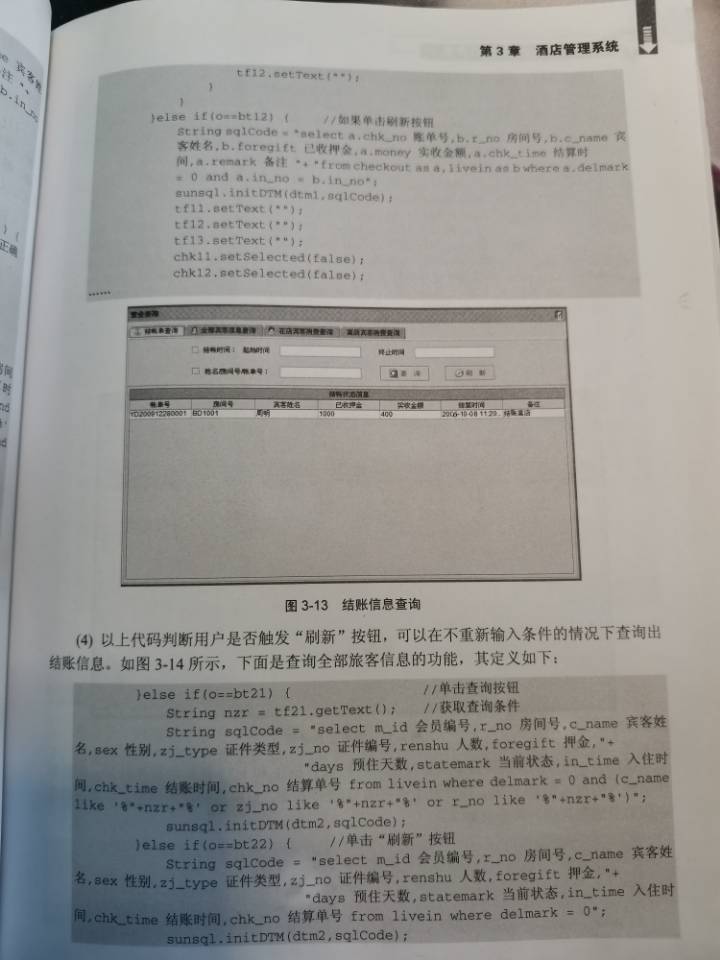 第 3 章 酒店管理系统
tf12.setText("");
}
}
}else if(o==bt12) { //如果单击刷新按钮
String sqlCode = "select a.chk_no 账单号,b.r_no 房间号,b.c_name 宾
客姓名,b.foregift 已收押金,a.money 实收金额,a.chk_time 结算时
间,a.remark 备注 "+ "from checkout as a,livein as b where a.delmark
= 0 and a.in_no = b.in_no";
sunsql.initDTM(dtm1,sqlCode);
tf11.setText("");
tf12.setText("");
tf13.setText("");
chk11.setSelected(false);
chk12.setSelected(false);
......
结帐单查询 全部宾客信息查询 在店宾客消费查询 离店宾客消费查询
结帐时间: 起始时间 终止时间
姓名/房间号/帐单号: 查 询 刷 新
结帐状态信息
帐单号 房间号 宾客姓名 已收押金 实收金额 结算时间 备注
YD200912280001 BD1001 周明 1000 400
图 3-13 结账信息查询
(4) 以上代码判断用户是否触发“刷新”按钮，可以在不重新输入条件的情况下查询出
结账信息。如图 3-14 所示，下面是查询全部旅客信息的功能，其定义如下：
}else if(o==bt21) { //单击查询按钮
String nzr = tf21.getText(); //获取查询条件
String sqlCode = "select m_id 会员编号,r_no 房间号,c_name 宾客姓
名,sex 性别,zj_type 证件类型,zj_no 证件编号,renshu 人数,foregift 押金,"+
"days 预住天数,statemark 当前状态,in_time 入住时
间,chk_time 结账时间,chk_no 结算单号 from livein where delmark = 0 and (c_name
like '%"+nzr+"%' or zj_no like '%"+nzr+"%' or r_no like '%"+nzr+"%')";
sunsql.initDTM(dtm2,sqlCode);
}else if(o==bt22) { //单击“刷新”按钮
String sqlCode = "select m_id 会员编号,r_no 房间号,c_name 宾客姓
名,sex 性别,zj_type 证件类型,zj_no 证件编号,renshu 人数,foregift 押金,"+
"days 预住天数,statemark 当前状态,in_time 入住时
间,chk_time 结账时间,chk_no 结算单号 from livein where delmark = 0";
sunsql.initDTM(dtm2,sqlCode);